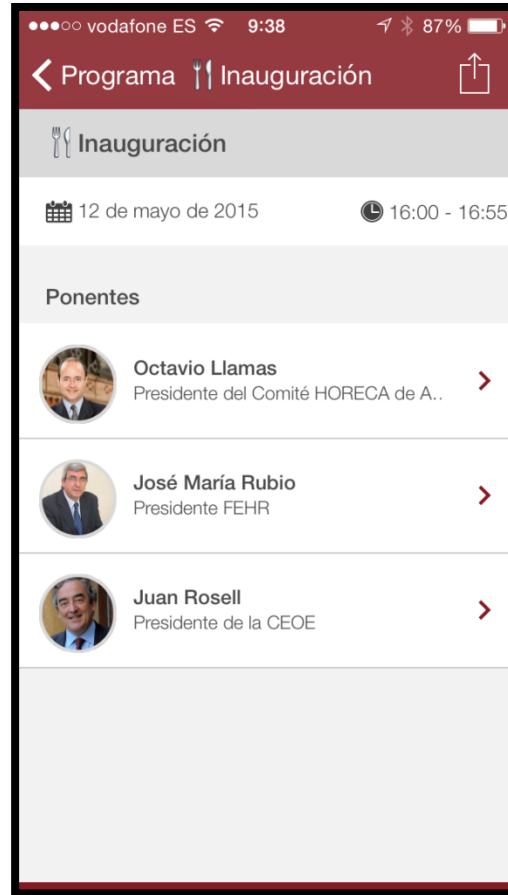 vodafone ES 9:38 87%
Programa Inauguración
Inauguración
12 de mayo de 2015 16:00 - 16:55
Ponentes
Octavio Llamas
Presidente del Comité HORECA de A..
José María Rubio
Presidente FEHR
Juan Rosell
Presidente de la CEOE